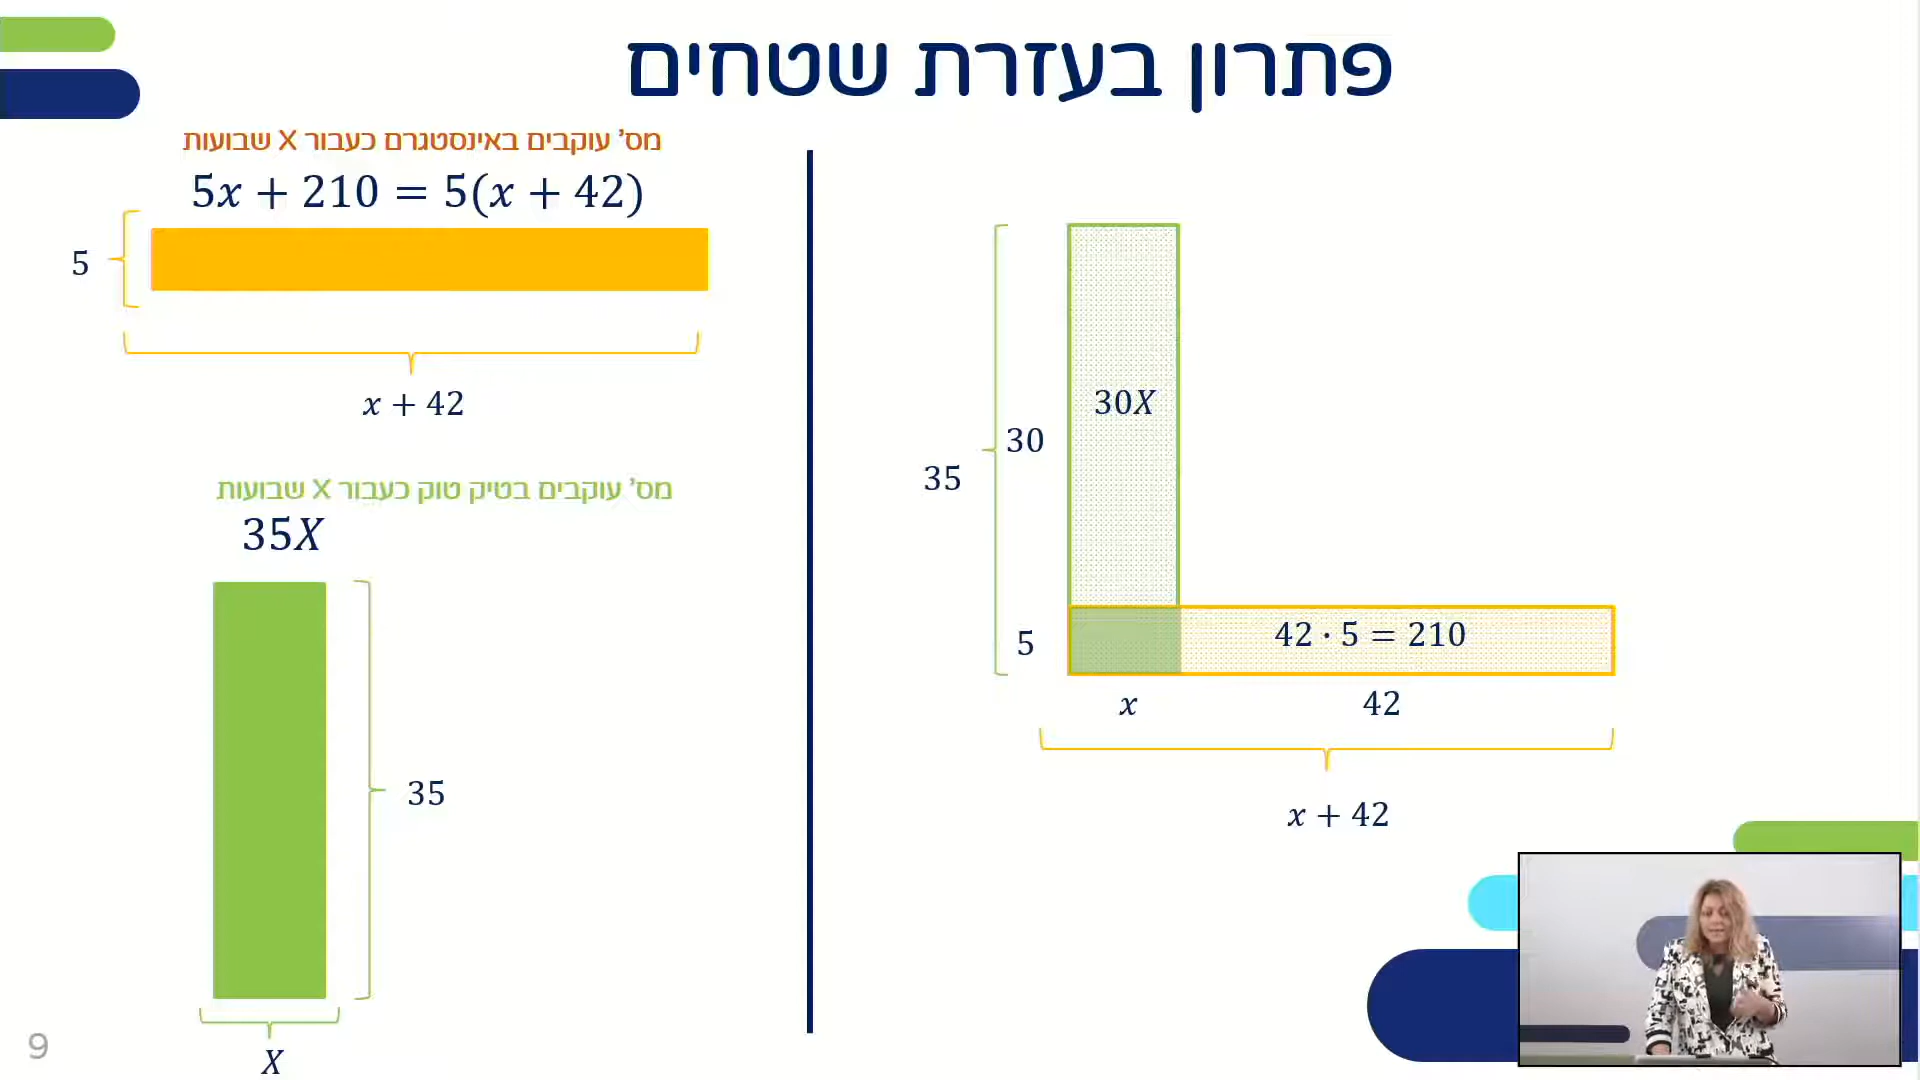 פתרון בעזרת שטחים
מס' עוקבים באינסטגרם כעבור X שבועות
5x + 210 = 5(x + 42)
5
x + 42
מס' עוקבים בטיק טוק כעבור X שבועות
35X
35
X
30X
30
35
5
42 · 5 = 210
x
42
x + 42
9